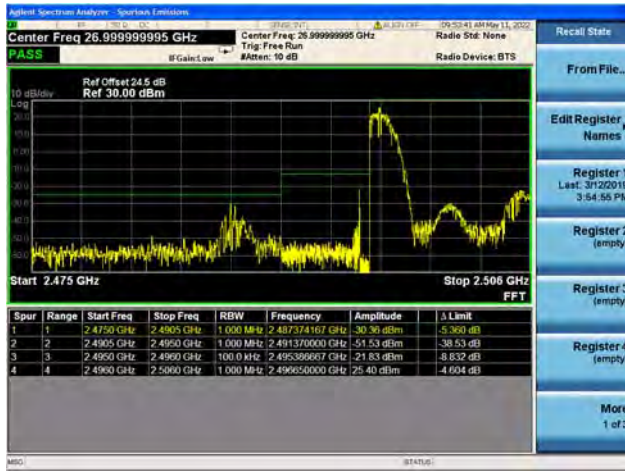 Agilent Spectrum Analyzer - Spurious Emissions
ALIGN OFF 09:53:41 AM May 11, 2022
Center Freq 26.999999995 GHz
Center Freq: 26.999999995 GHz
Radio Std: None
PASS
IFGain:Low
Trig: Free Run
#Atten: 10 dB
Radio Device: BTS
Ref Offset 24.5 dB
10 dB/div Ref 30.00 dBm
Log
Start 2.475 GHz
Stop 2.506 GHz
FFT
Spur Range Start Freq Stop Freq RBW Frequency Amplitude Δ Limit
1 1 2.4750 GHz 2.4905 GHz 1.000 MHz 2.487374167 GHz -30.36 dBm -5.360 dB
2 2 2.4905 GHz 2.4950 GHz 1.000 MHz 2.491370000 GHz -51.53 dBm -38.53 dB
3 3 2.4950 GHz 2.4960 GHz 100.0 kHz 2.495386667 GHz -21.83 dBm -8.832 dB
4 4 2.4960 GHz 2.5060 GHz 1.000 MHz 2.496650000 GHz 25.40 dBm -4.604 dB
MSG
STATUS
Recall State
From File..
Edit Register
Names
Register
Last: 3/12/2019
3:54:55 PM
Register 2
(empty
Register 3
(empty
Register 4
(empty
More
1 of